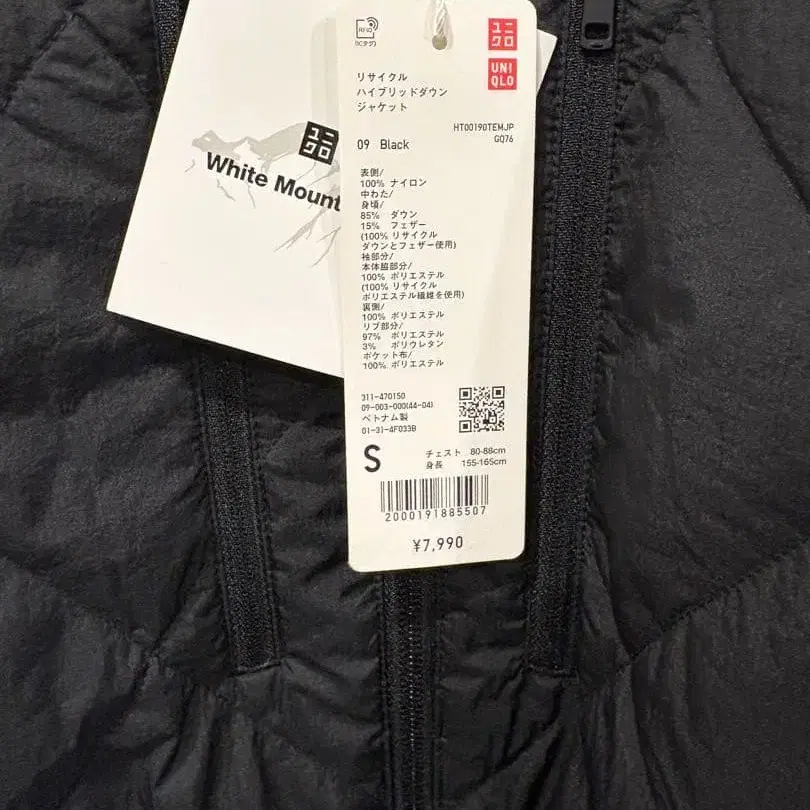 RFID
(ICタグ)
ユニ
クロ
UNI
QLO
リサイクル
ハイブリッドダウン
ジャケット
HT00190TEMJP
GQ76
09 Black
ユニ
クロ
White Mount
表側/
100% ナイロン
中わた/
身頃/
85% ダウン
15% フェザー
(100% リサイクル
ダウンとフェザー使用)
袖部分/
本体脇部分/
100% ポリエステル
(100% リサイクル
ポリエステル繊維を使用)
裏側/
100% ポリエステル
リブ部分/
97% ポリエステル
3% ポリウレタン
ポケット布/
100% ポリエステル
311-470150
09-003-000(44-04)
ベトナム製
01-31-4F033B
S
チェスト 80-88cm
身長 155-165cm
2000191885507
¥7,990